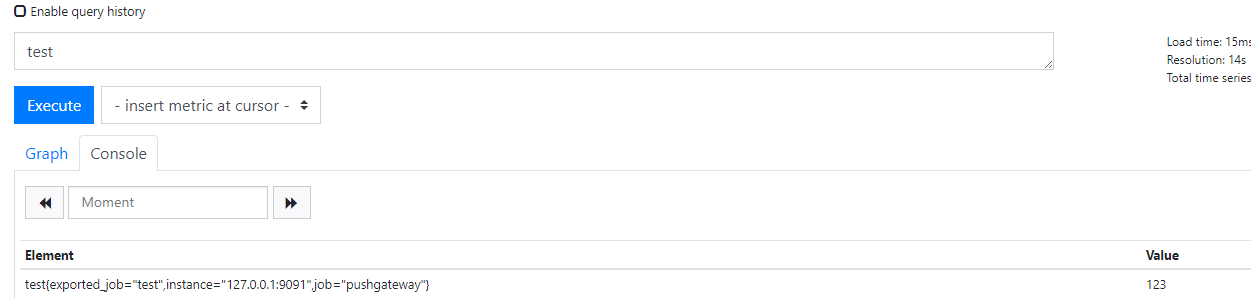 Enable query history
test
Load time: 15ms
Resolution: 14s
Total time series
Execute
- insert metric at cursor -
Graph
Console
Moment
Element
Value
test{exported_job="test",instance="127.0.0.1:9091",job="pushgateway"}
123